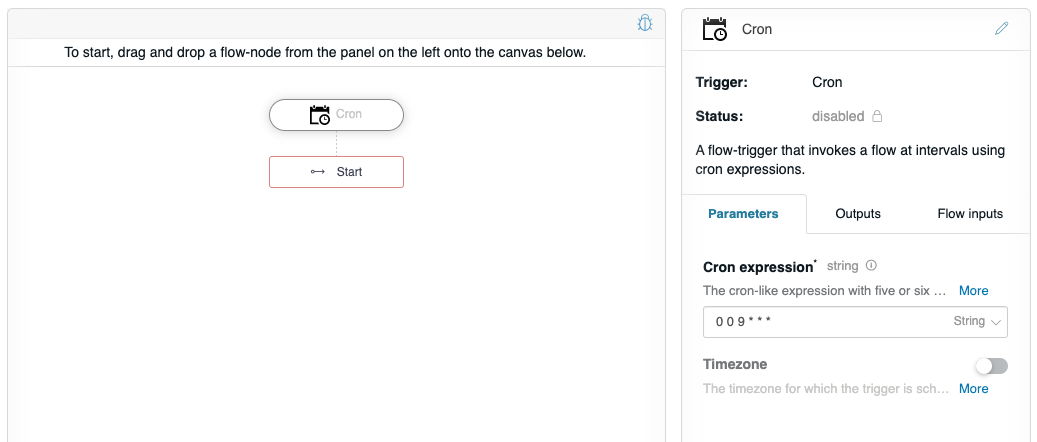 To start, drag and drop a flow-node from the panel on the left onto the canvas below.
Cron
Start
Cron
Trigger: Cron
Status: disabled
A flow-trigger that invokes a flow at intervals using
cron expressions.
Parameters Outputs Flow inputs
Cron expression* string
The cron-like expression with five or six ... More
0 0 9 * * * String
Timezone
The timezone for which the trigger is sch... More